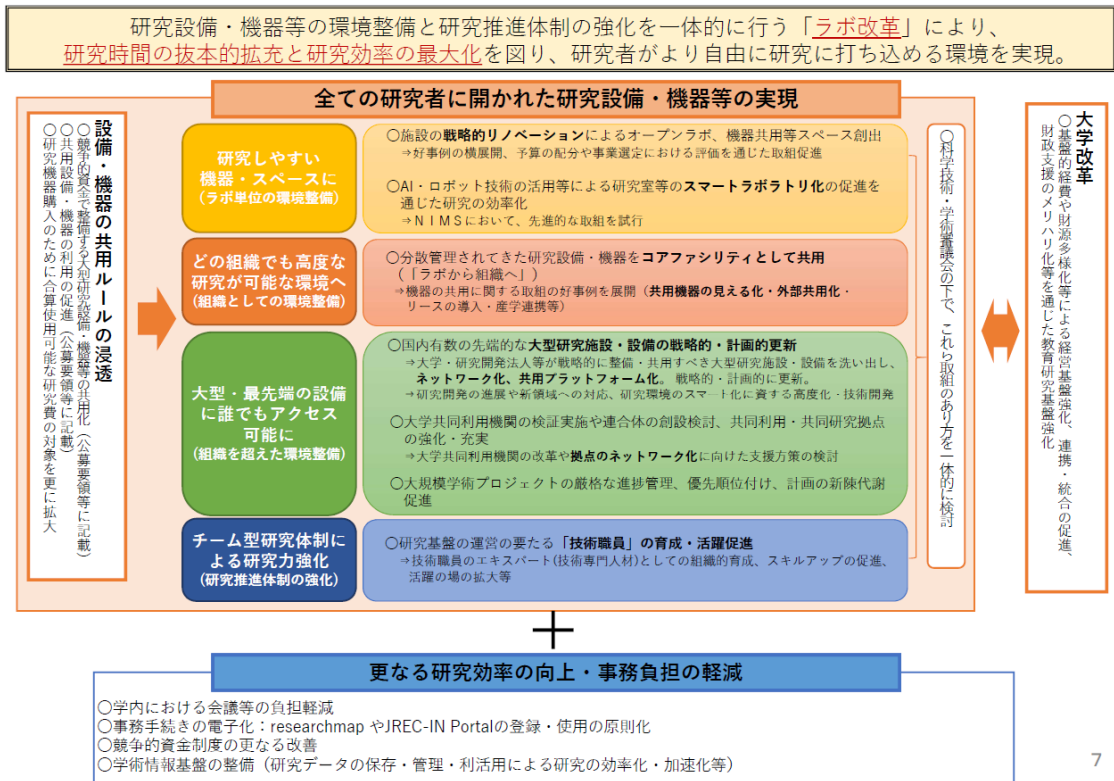 研究設備・機器等の環境整備と研究推進体制の強化を一体的に行う「ラボ改革」により、
研究時間の抜本的拡充と研究効率の最大化を図り、研究者がより自由に研究に打ち込める環境を実現。
全ての研究者に開かれた研究設備・機器等の実現
設備・機器の共用ルールの浸透
○競争的資金で整備する大型研究設備・機器等の共用化（公募要領等に記載）
○共用設備・機器の利用の促進（公募要領等に記載）
○研究機器購入のために合算使用可能な研究費の対象を更に拡大
研究しやすい
機器・スペースに
(ラボ単位の環境整備)
○施設の戦略的リノベーションによるオープンラボ、機器共用等スペース創出
⇒好事例の横展開、予算の配分や事業選定における評価を通じた取組促進
○AI・ロボット技術の活用等による研究室等のスマートラボラトリ化の促進を
通じた研究の効率化
⇒ＮＩＭＳにおいて、先進的な取組を試行
どの組織でも高度な
研究が可能な環境へ
(組織としての環境整備)
○分散管理されてきた研究設備・機器をコアファシリティとして共用
（「ラボから組織へ」）
⇒機器の共用に関する取組の好事例を展開（共用機器の見える化・外部共用化・
リースの導入・産学連携等）
大型・最先端の設備
に誰でもアクセス
可能に
(組織を超えた環境整備)
○国内有数の先端的な大型研究施設・設備の戦略的・計画的更新
⇒大学・研究開発法人等が戦略的に整備・共用すべき大型研究施設・設備を洗い出し、
ネットワーク化、共用プラットフォーム化。戦略的・計画的に更新。
⇒研究開発の進展や新領域への対応、研究環境のスマート化に資する高度化・技術開発
○大学共同利用機関の検証実施や連合体の創設検討、共同利用・共同研究拠点
の強化・充実
⇒大学共同利用機関の改革や拠点のネットワーク化に向けた支援方策の検討
○大規模学術プロジェクトの厳格な進捗管理、優先順位付け、計画の新陳代謝
促進
チーム型研究体制に
よる研究力強化
(研究推進体制の強化)
○研究基盤の運営の要たる「技術職員」の育成・活躍促進
⇒技術職員のエキスパート(技術専門人材)としての組織的育成、スキルアップの促進、
活躍の場の拡大等
○科学技術・学術審議会の下で、これら取組のあり方を一体的に検討
大学改革
○基盤的経費や財源多様化等による経営基盤強化、連携・統合の促進、
財政支援のメリハリ化等を通じた教育研究基盤強化
＋
更なる研究効率の向上・事務負担の軽減
○学内における会議等の負担軽減
○事務手続きの電子化：researchmap やJREC-IN Portalの登録・使用の原則化
○競争的資金制度の更なる改善
○学術情報基盤の整備（研究データの保存・管理・利活用による研究の効率化・加速化等）
7